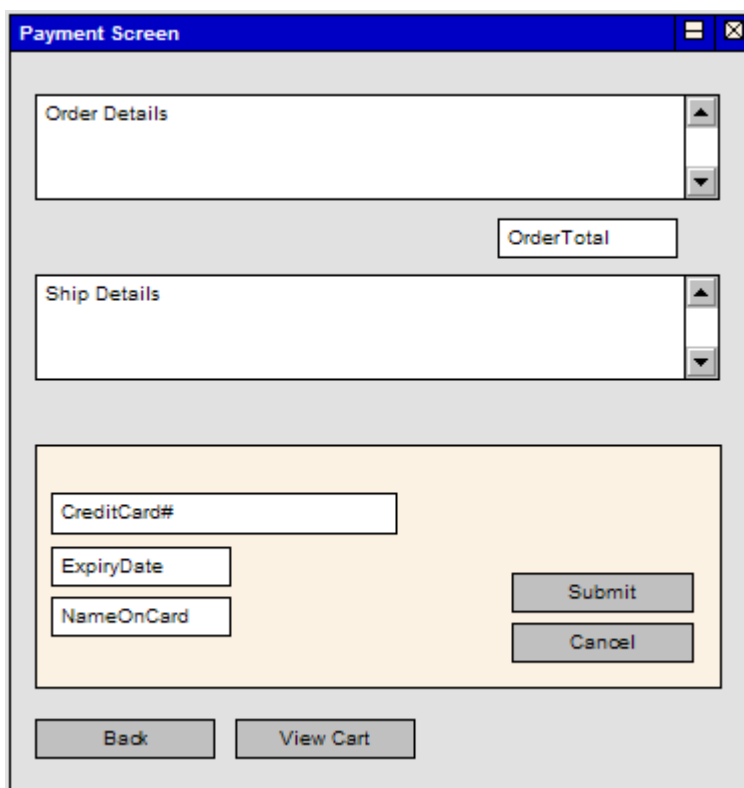 Payment Screen
Order Details
OrderTotal
Ship Details
CreditCard#
ExpiryDate
NameOnCard
Submit
Cancel
Back
View Cart